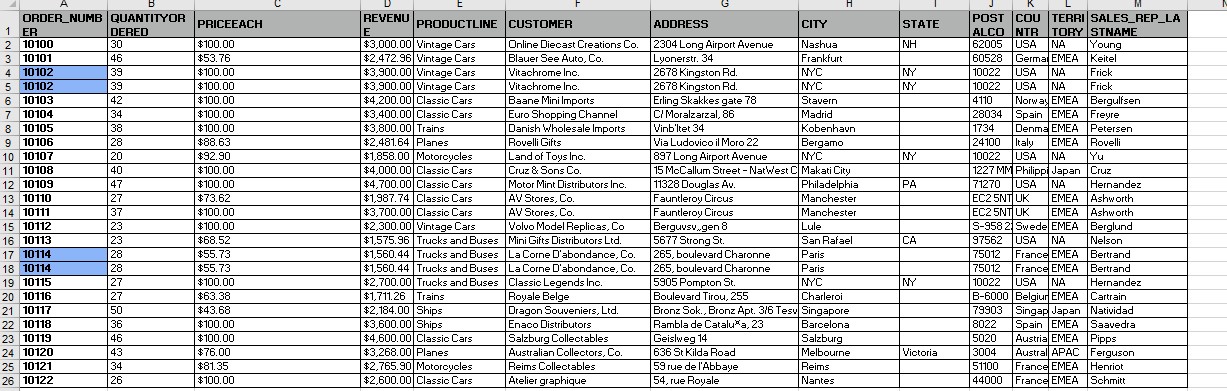 A B C D E F G H I J K L M
1 ORDER_NUMBER QUANTITYORDERED PRICEEACH REVENUE PRODUCTLINE CUSTOMER ADDRESS CITY STATE POSTALCO COUNTR TERRITORY SALES_REP_LASTNAME
2 10100 30 $100.00 $3,000.00 Vintage Cars Online Diecast Creations Co. 2304 Long Airport Avenue Nashua NH 62005 USA NA Young
3 10101 46 $53.76 $2,472.96 Vintage Cars Blauer See Auto, Co. Lyonerstr. 34 Frankfurt 60528 German EMEA Keitel
4 10102 39 $100.00 $3,900.00 Vintage Cars Vitachrome Inc. 2678 Kingston Rd. NYC NY 10022 USA NA Frick
5 10102 39 $100.00 $3,900.00 Vintage Cars Vitachrome Inc. 2678 Kingston Rd. NYC NY 10022 USA NA Frick
6 10103 42 $100.00 $4,200.00 Classic Cars Baane Mini Imports Erling Skakkes gate 78 Stavern 4110 Norway EMEA Bergulfsen
7 10104 34 $100.00 $3,400.00 Classic Cars Euro Shopping Channel C/ Moralzarzal, 86 Madrid 28034 Spain EMEA Freyre
8 10105 38 $100.00 $3,800.00 Trains Danish Wholesale Imports Vinb'ltet 34 Kobenhavn 1734 Denma EMEA Petersen
9 10106 28 $88.63 $2,481.64 Planes Rovelli Gifts Via Ludovico il Moro 22 Bergamo 24100 Italy EMEA Rovelli
10 10107 20 $92.90 $1,858.00 Motorcycles Land of Toys Inc. 897 Long Airport Avenue NYC NY 10022 USA NA Yu
11 10108 40 $100.00 $4,000.00 Classic Cars Cruz & Sons Co. 15 McCallum Street - NatWest C Makati City 1227 MM Philippi Japan Cruz
12 10109 47 $100.00 $4,700.00 Classic Cars Motor Mint Distributors Inc. 11328 Douglas Av. Philadelphia PA 71270 USA NA Hernandez
13 10110 27 $73.62 $1,987.74 Classic Cars AV Stores, Co. Fauntleroy Circus Manchester EC2 5NT UK EMEA Ashworth
14 10111 37 $100.00 $3,700.00 Classic Cars AV Stores, Co. Fauntleroy Circus Manchester EC2 5NT UK EMEA Ashworth
15 10112 23 $100.00 $2,300.00 Vintage Cars Volvo Model Replicas, Co Berguvsv‚gen 8 Lule S-958 22 Swede EMEA Berglund
16 10113 23 $68.52 $1,575.96 Trucks and Buses Mini Gifts Distributors Ltd. 5677 Strong St. San Rafael CA 97562 USA NA Nelson
17 10114 28 $55.73 $1,560.44 Trucks and Buses La Corne D'abondance, Co. 265, boulevard Charonne Paris 75012 France EMEA Bertrand
18 10114 28 $55.73 $1,560.44 Trucks and Buses La Corne D'abondance, Co. 265, boulevard Charonne Paris 75012 France EMEA Bertrand
19 10115 27 $100.00 $2,700.00 Trucks and Buses Classic Legends Inc. 5905 Pompton St. NYC NY 10022 USA NA Hernandez
20 10116 27 $63.38 $1,711.26 Trains Royale Belge Boulevard Tirou, 255 Charleroi B-6000 Belgiur EMEA Cartrain
21 10117 50 $43.68 $2,184.00 Ships Dragon Souveniers, Ltd. Bronz Sok., Bronz Apt. 3/6 Tesv Singapore 79903 Singap Japan Natividad
22 10118 36 $100.00 $3,600.00 Ships Enaco Distributors Rambla de Catalu¤a, 23 Barcelona 8022 Spain EMEA Saavedra
23 10119 46 $100.00 $4,600.00 Classic Cars Salzburg Collectables Geislweg 14 Salzburg 5020 Austria EMEA Pipps
24 10120 43 $76.00 $3,268.00 Planes Australian Collectors, Co. 636 St Kilda Road Melbourne Victoria 3004 Austral APAC Ferguson
25 10121 34 $81.35 $2,765.90 Motorcycles Reims Collectables 59 rue de l'Abbaye Reims 51100 France EMEA Henriot
26 10122 26 $100.00 $2,600.00 Classic Cars Atelier graphique 54, rue Royale Nantes 44000 France EMEA Schmitt